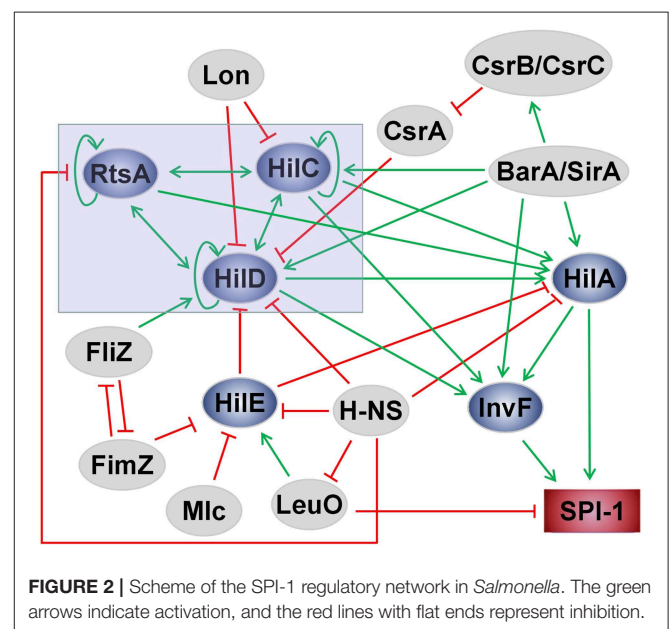 CsrB/CsrC
Lon
CsrA
RtsA
HilC
BarA/SirA
HilD
HilA
FliZ
HilE
H-NS
InvF
FimZ
Mlc
LeuO
SPI-1
FIGURE 2 | Scheme of the SPI-1 regulatory network in Salmonella. The green
arrows indicate activation, and the red lines with flat ends represent inhibition.